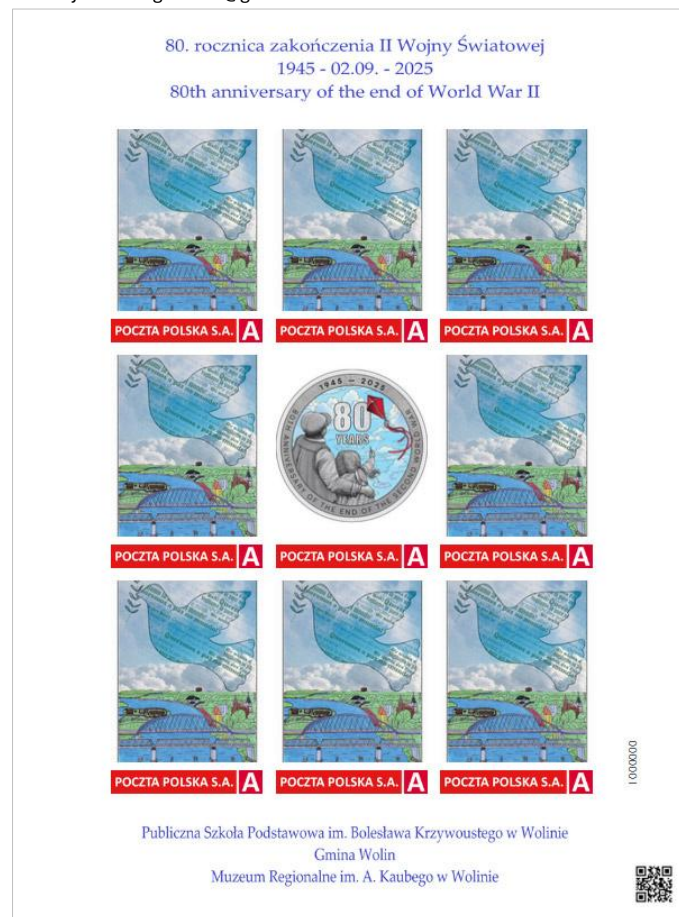 80. rocznica zakończenia II Wojny Światowej
1945 - 02.09. - 2025
80th anniversary of the end of World War II
POCZTA POLSKA S.A. A
POCZTA POLSKA S.A. A
POCZTA POLSKA S.A. A
1945 – 2025
80
YEARS
80TH ANNIVERSARY OF THE END OF THE SECOND WORLD WAR
POCZTA POLSKA S.A. A
POCZTA POLSKA S.A. A
POCZTA POLSKA S.A. A
POCZTA POLSKA S.A. A
POCZTA POLSKA S.A. A
POCZTA POLSKA S.A. A
000001
Publiczna Szkoła Podstawowa im. Bolesława Krzywoustego w Wolinie
Gmina Wolin
Muzeum Regionalne im. A. Kaubego w Wolinie